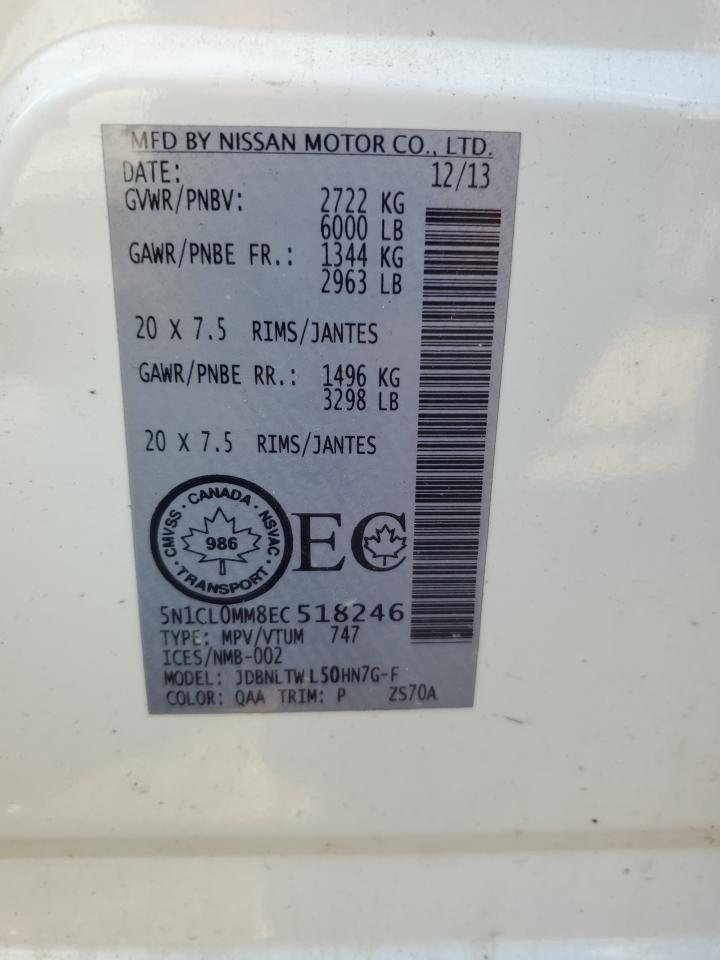 MFD BY NISSAN MOTOR CO., LTD.
DATE: 12/13
GVWR/PNBV: 2722 KG
6000 LB
GAWR/PNBE FR.: 1344 KG
2963 LB
20 X 7.5 RIMS/JANTES
GAWR/PNBE RR.: 1496 KG
3298 LB
20 X 7.5 RIMS/JANTES
CMVSS · CANADA · NSVAC · TRANSPORT ·
986
EC
5N1CL0MM8EC518246
TYPE: MPV/VTUM 747
ICES/NMB-002
MODEL: JDBNLTWL50HN7G-F
COLOR: QAA TRIM: P ZS70A